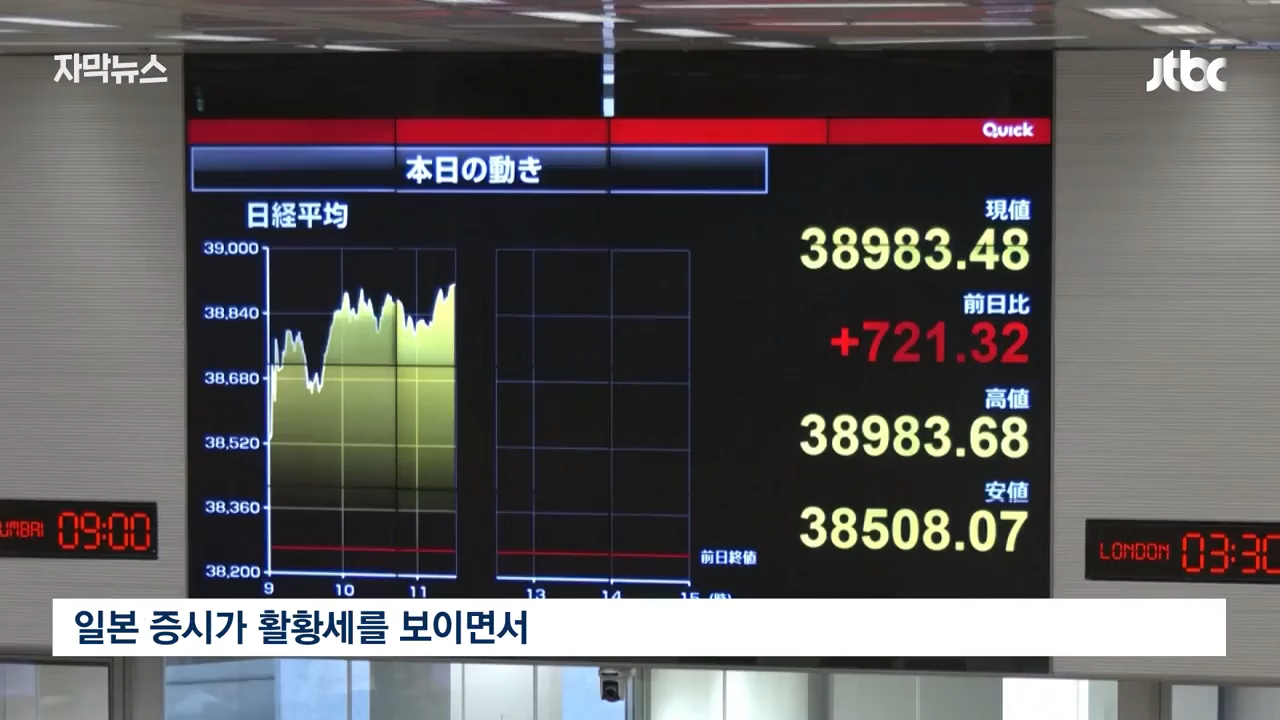 자막뉴스
jtbc
Quick
本日の動き
日経平均
現値
38983.48
前日比
+721.32
高値
38983.68
安値
38508.07
39,000
38,840
38,680
38,520
38,360
38,200
前日終値
9 10 11 13 14 15 (時)
09:00
LONDON 03:30
일본 증시가 활황세를 보이면서